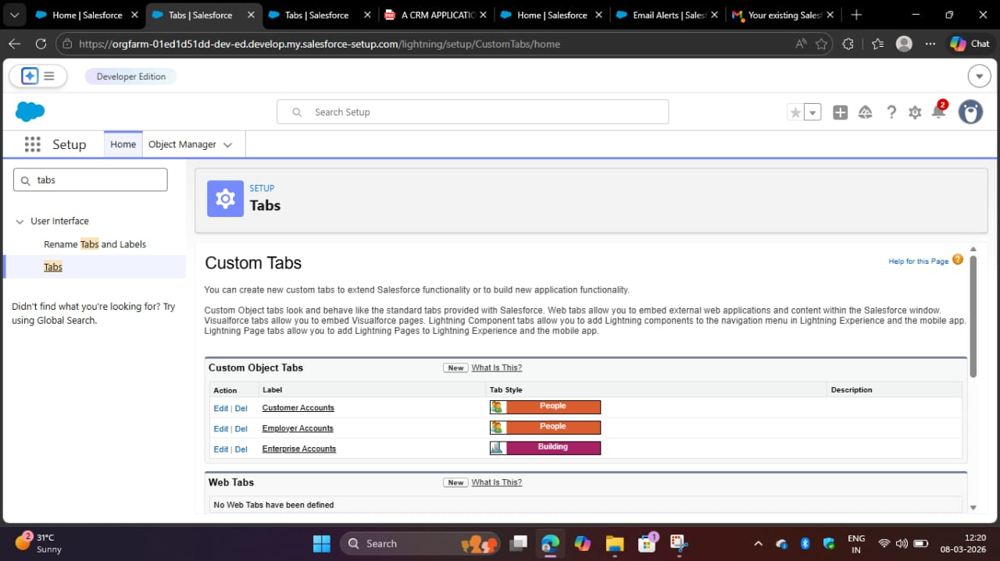 Home | Salesforce
Tabs | Salesforce
Tabs | Salesforce
A CRM APPLICATIO
Home | Salesforce
Email Alerts | Sales
Your existing Sales
https://orgfarm-01ed1d51dd-dev-ed.develop.my.salesforce-setup.com/lightning/setup/CustomTabs/home
Chat
Developer Edition
Search Setup
2
Setup
Home
Object Manager
tabs
User Interface
Rename Tabs and Labels
Tabs
Didn't find what you're looking for? Try
using Global Search.
SETUP
Tabs
Custom Tabs
Help for this Page
You can create new custom tabs to extend Salesforce functionality or to build new application functionality.
Custom Object tabs look and behave like the standard tabs provided with Salesforce. Web tabs allow you to embed external web applications and content within the Salesforce window.
Visualforce tabs allow you to embed Visualforce pages. Lightning Component tabs allow you to add Lightning components to the navigation menu in Lightning Experience and the mobile app.
Lightning Page tabs allow you to add Lightning Pages to Lightning Experience and the mobile app.
Custom Object Tabs New What Is This?
Action Label Tab Style Description
Edit | Del Customer Accounts People
Edit | Del Employer Accounts People
Edit | Del Enterprise Accounts Building
Web Tabs New What Is This?
No Web Tabs have been defined
2
31°C
Sunny
Search
1
ENG
IN
12:20
08-03-2026